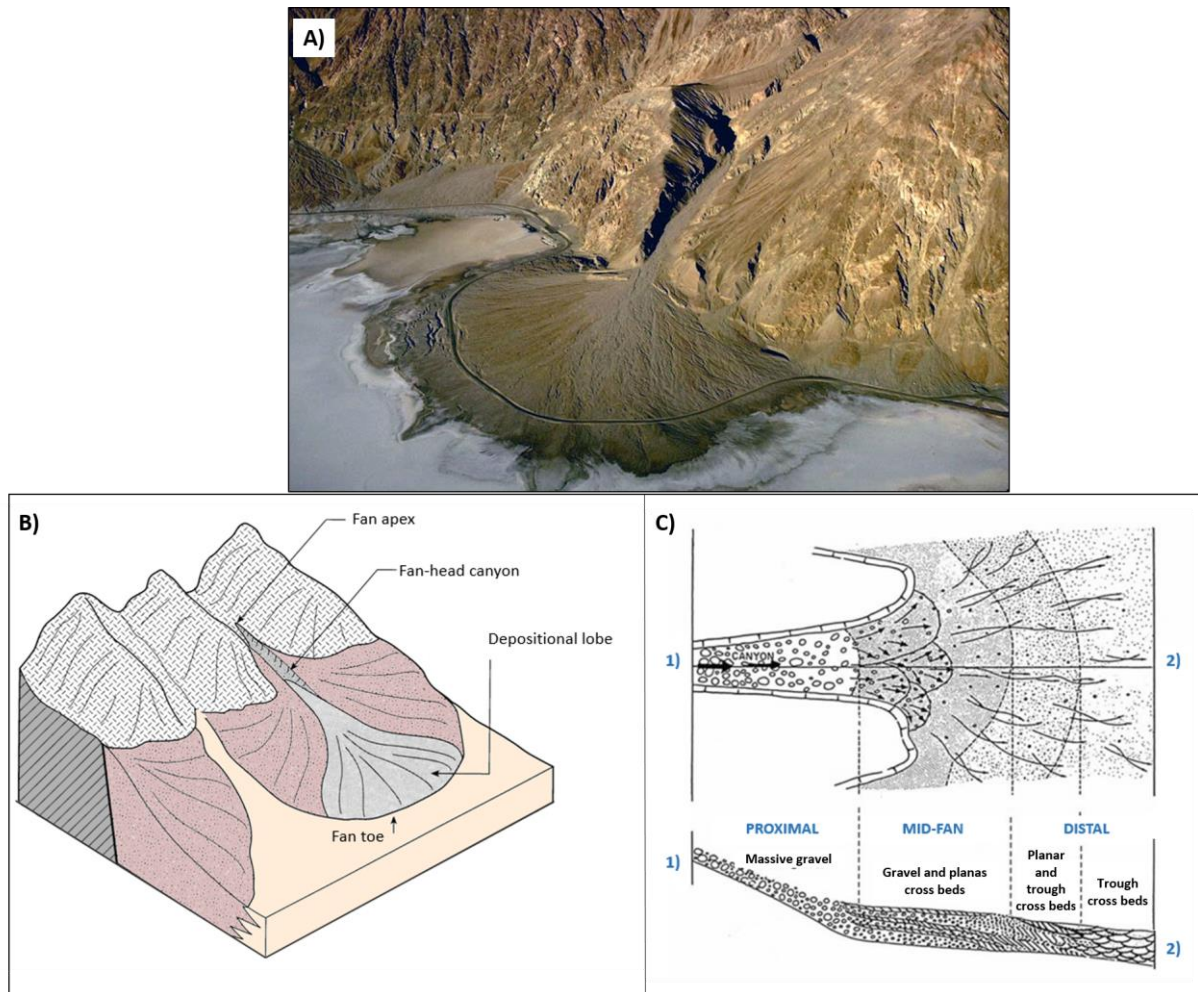 A)
B)
Fan apex
Fan-head canyon
Depositional lobe
Fan toe
C)
1)
CANYON
2)
PROXIMAL
MID-FAN
DISTAL
1)
Massive gravel
Gravel and planas
cross beds
Planar
and
trough
cross beds
Trough
cross beds
2)